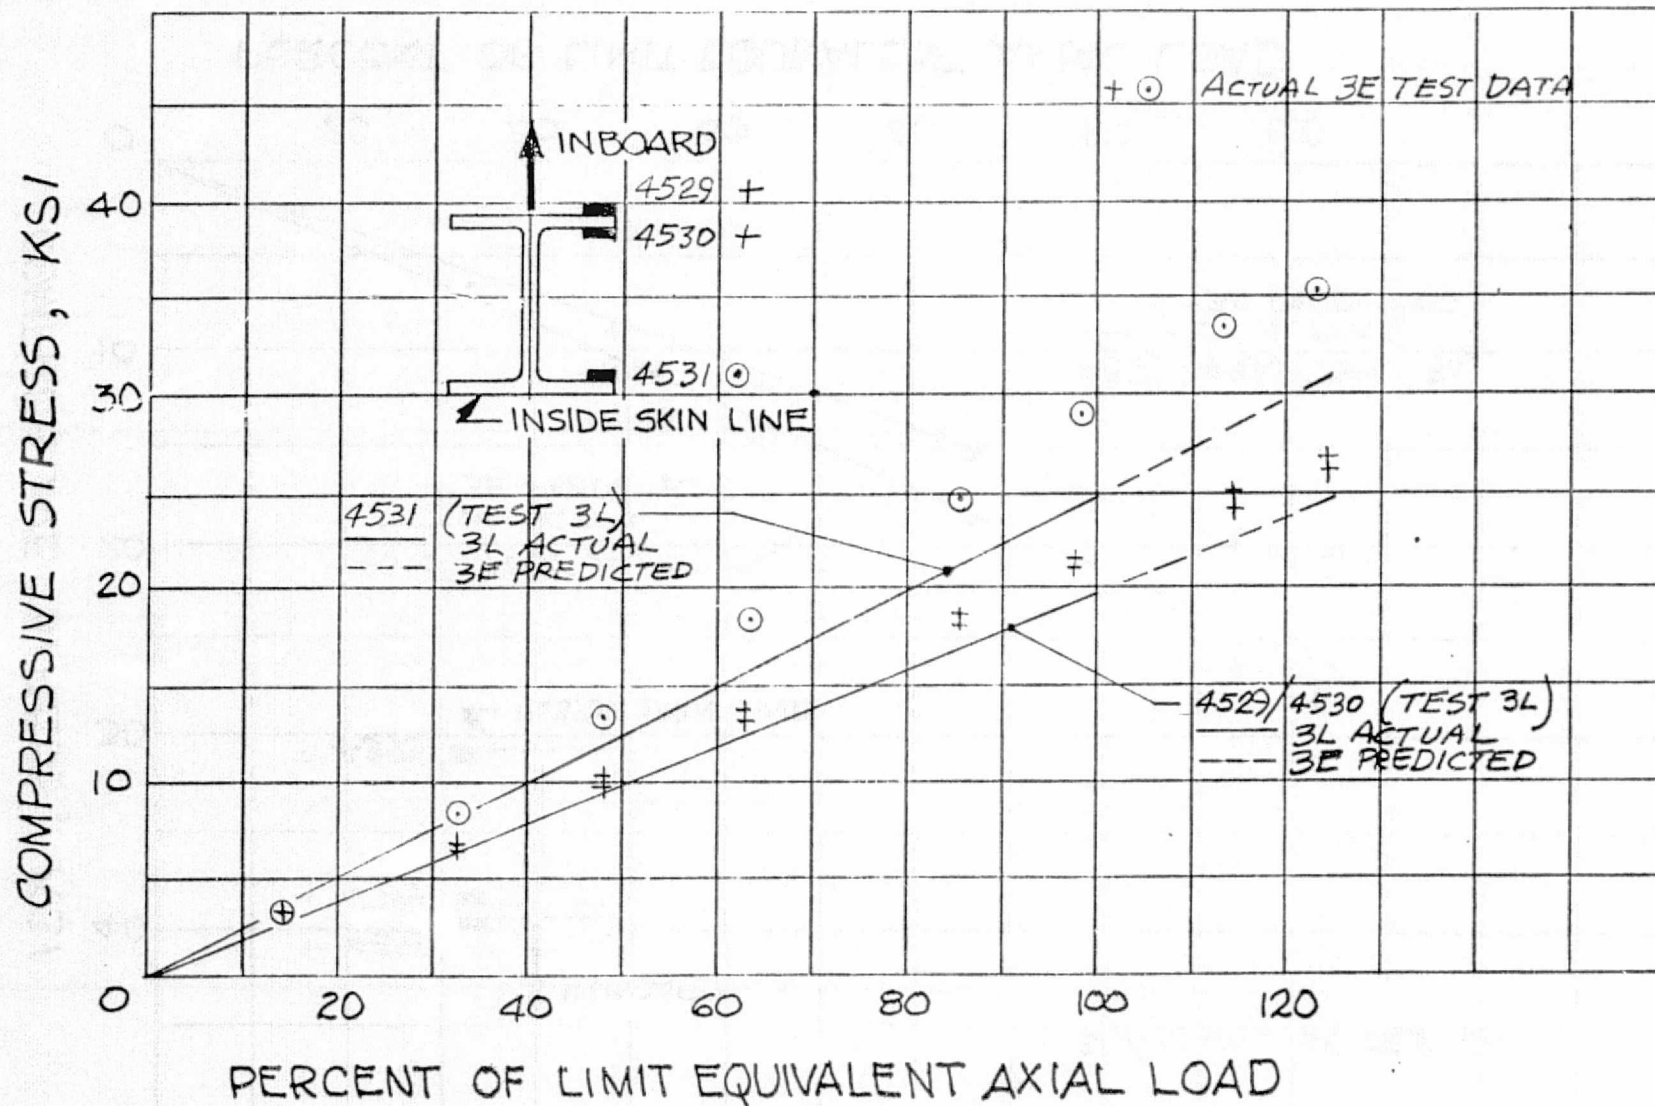 + ⊙ ACTUAL 3E TEST DATA
INBOARD
4529 +
4530 +
4531 ⊙
INSIDE SKIN LINE
4531 (TEST 3L)
3L ACTUAL
3E PREDICTED
4529/4530 (TEST 3L)
3L ACTUAL
3E PREDICTED
COMPRESSIVE STRESS, KSI
40
30
20
10
0
20
40
60
80
100
120
PERCENT OF LIMIT EQUIVALENT AXIAL LOAD